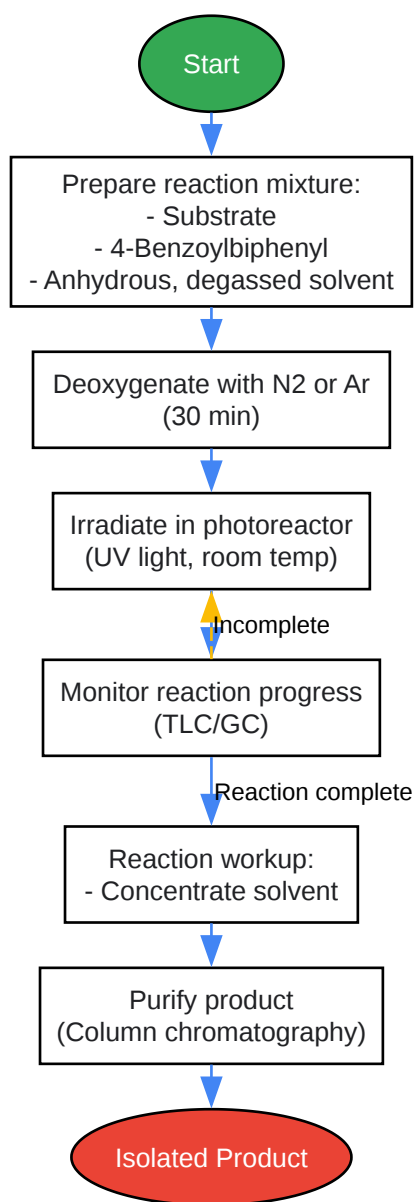 Start
Prepare reaction mixture:
- Substrate
- 4-Benzoylbiphenyl
- Anhydrous, degassed solvent
Deoxygenate with N2 or Ar
(30 min)
Irradiate in photoreactor
(UV light, room temp)
Incomplete
Monitor reaction progress
(TLC/GC)
Reaction complete
Reaction workup:
- Concentrate solvent
Purify product
(Column chromatography)
Isolated Product